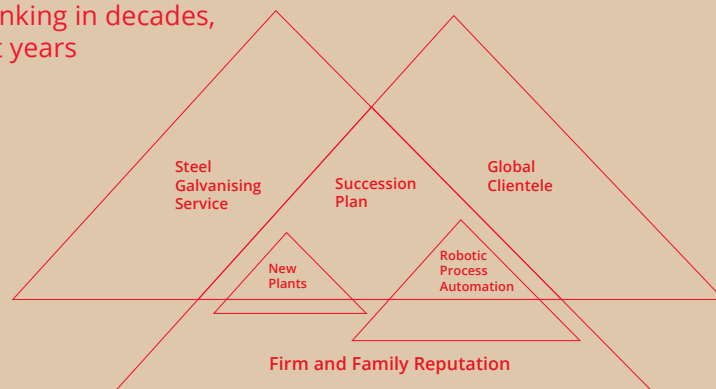 nking in decades,
t years
Steel
Galvanising
Service
Succession
Plan
Global
Clientele
New
Plants
Robotic
Process
Automation
Firm and Family Reputation